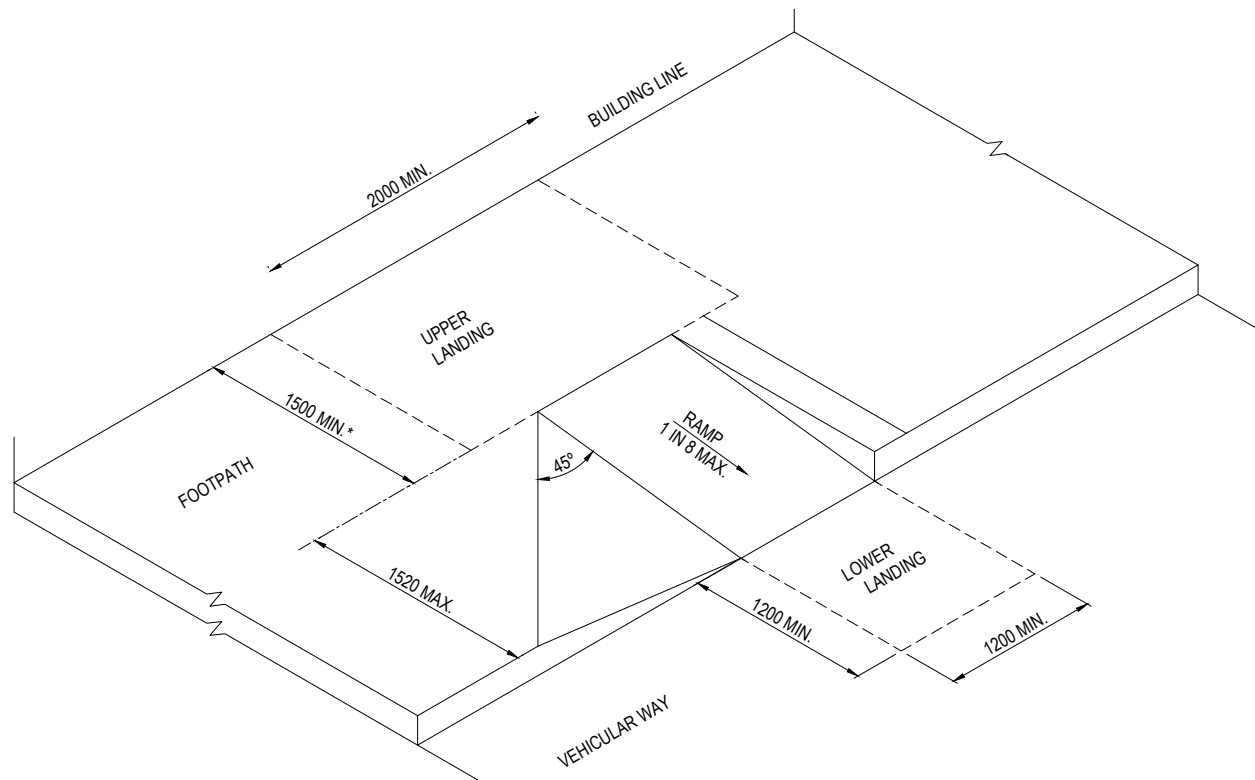 BUILDING LINE
2000 MIN.
UPPER
LANDING
1500 MIN. *
RAMP
1 IN 8 MAX.
45º
FOOTPATH
1520 MAX.
LOWER
LANDING
1200 MIN.
1200 MIN.
VEHICULAR WAY